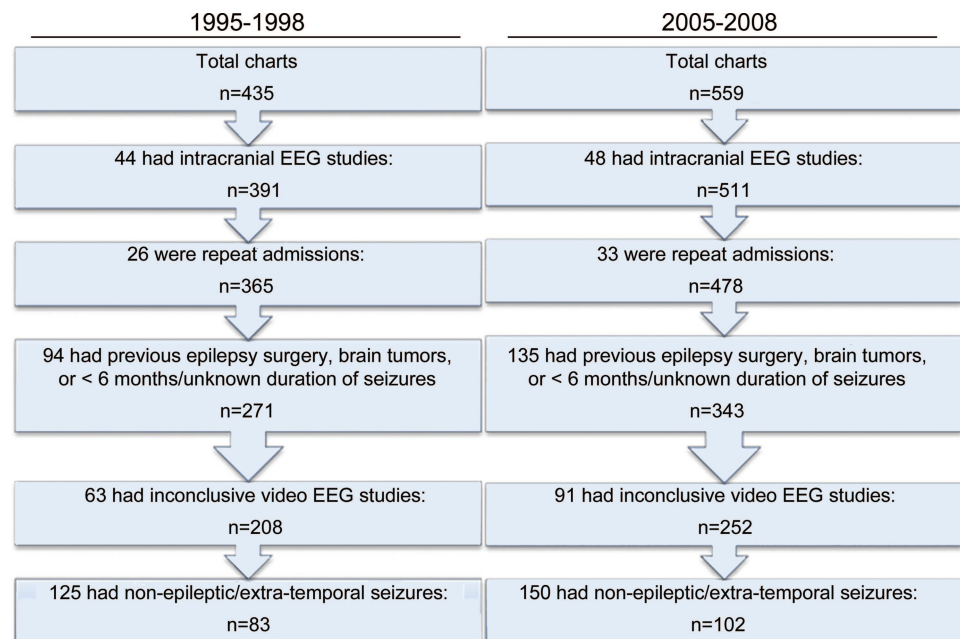 1995-1998
Total charts
n=435
44 had intracranial EEG studies:
n=391
26 were repeat admissions:
n=365
94 had previous epilepsy surgery, brain tumors,
or < 6 months/unknown duration of seizures
n=271
63 had inconclusive video EEG studies:
n=208
125 had non-epileptic/extra-temporal seizures:
n=83
2005-2008
Total charts
n=559
48 had intracranial EEG studies:
n=511
33 were repeat admissions:
n=478
135 had previous epilepsy surgery, brain tumors,
or < 6 months/unknown duration of seizures
n=343
91 had inconclusive video EEG studies:
n=252
150 had non-epileptic/extra-temporal seizures:
n=102